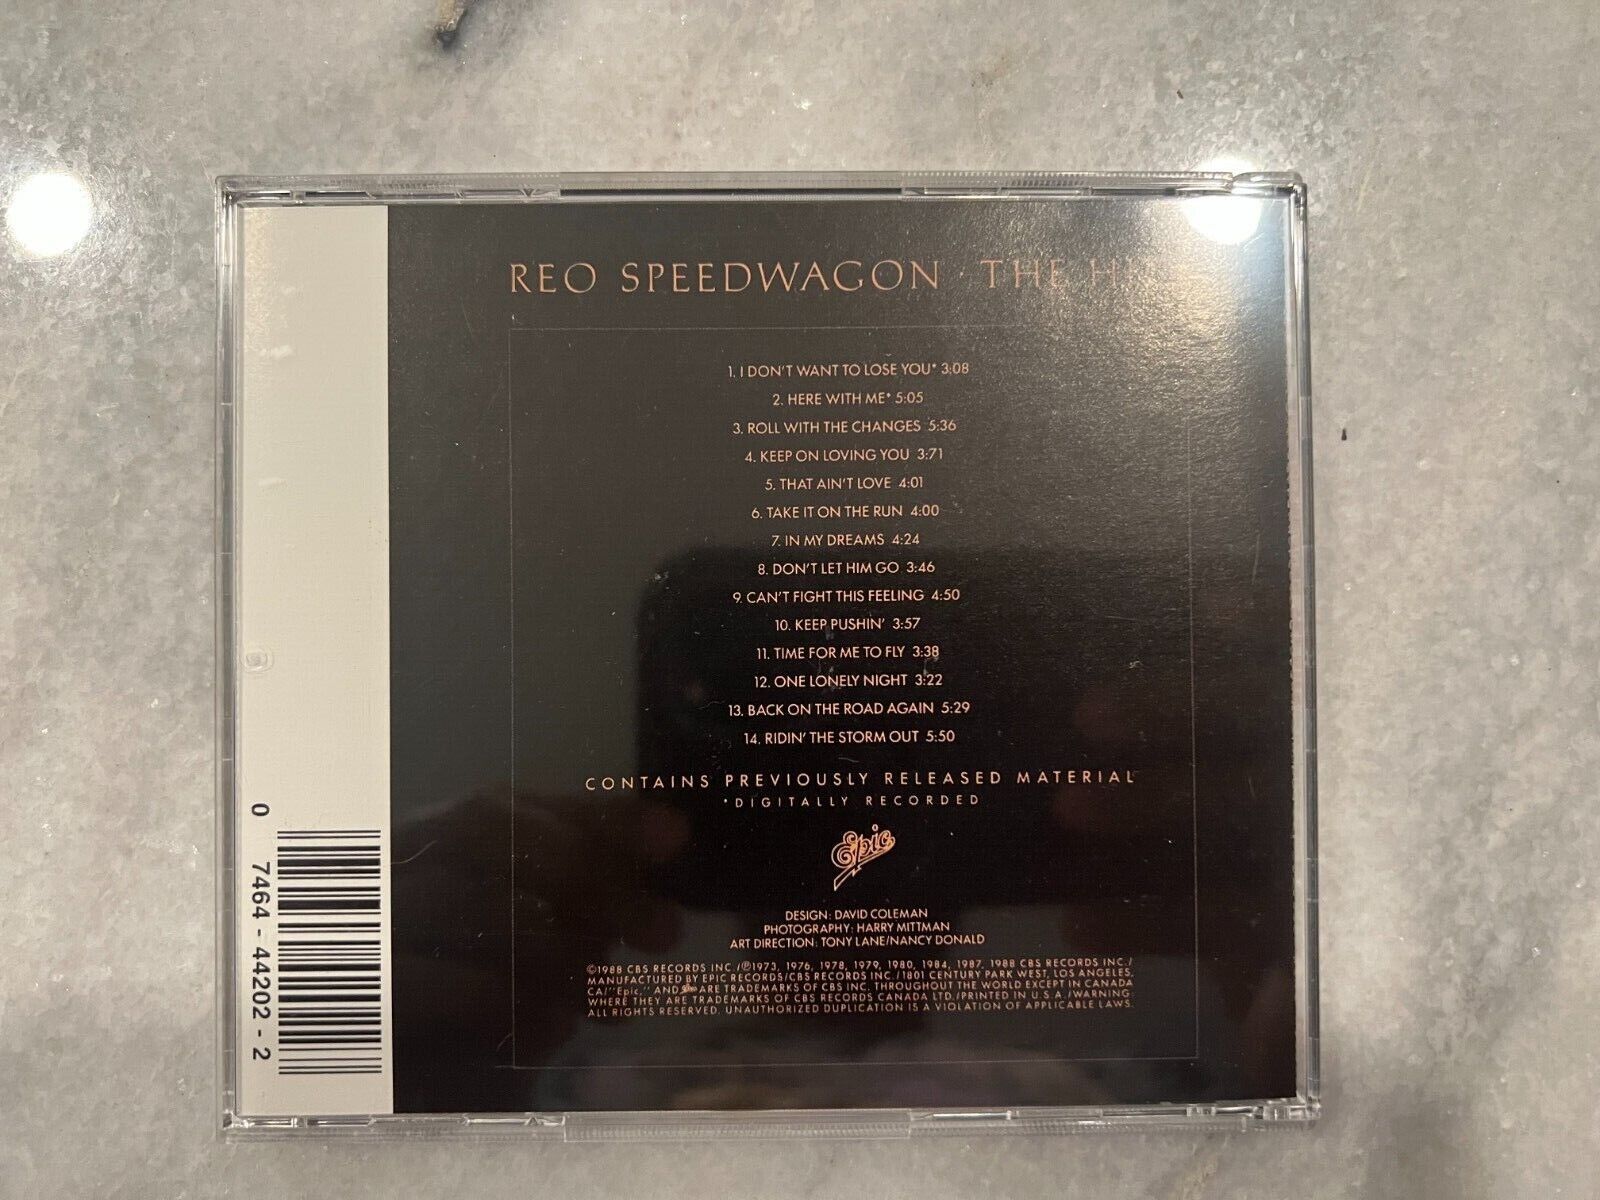 REO SPEEDWAGON · THE
1. I DON'T WANT TO LOSE YOU* 3:08
2. HERE WITH ME* 5:05
3. ROLL WITH THE CHANGES 5:36
4. KEEP ON LOVING YOU 3:71
5. THAT AIN'T LOVE 4:01
6. TAKE IT ON THE RUN 4:00
7. IN MY DREAMS 4:24
8. DON'T LET HIM GO 3:46
9. CAN'T FIGHT THIS FEELING 4:50
10. KEEP PUSHIN' 3:57
11. TIME FOR ME TO FLY 3:38
12. ONE LONELY NIGHT 3:22
13. BACK ON THE ROAD AGAIN 5:29
14. RIDIN' THE STORM OUT 5:50
CONTAINS PREVIOUSLY RELEASED MATERIAL
*DIGITALLY RECORDED
Epic
DESIGN: DAVID COLEMAN
PHOTOGRAPHY: HARRY MITTMAN
ART DIRECTION: TONY LANE/NANCY DONALD
©1988 CBS RECORDS INC./℗1973, 1976, 1978, 1979, 1980, 1984, 1987, 1988 CBS RECORDS INC./
MANUFACTURED BY EPIC RECORDS/CBS RECORDS INC./1801 CENTURY PARK WEST, LOS ANGELES,
CA/"Epic," AND Epic ARE TRADEMARKS OF CBS INC. THROUGHOUT THE WORLD EXCEPT IN CANADA
WHERE THEY ARE TRADEMARKS OF CBS RECORDS CANADA LTD./PRINTED IN U.S.A./WARNING:
ALL RIGHTS RESERVED. UNAUTHORIZED DUPLICATION IS A VIOLATION OF APPLICABLE LAWS.
0 7464-44202-2